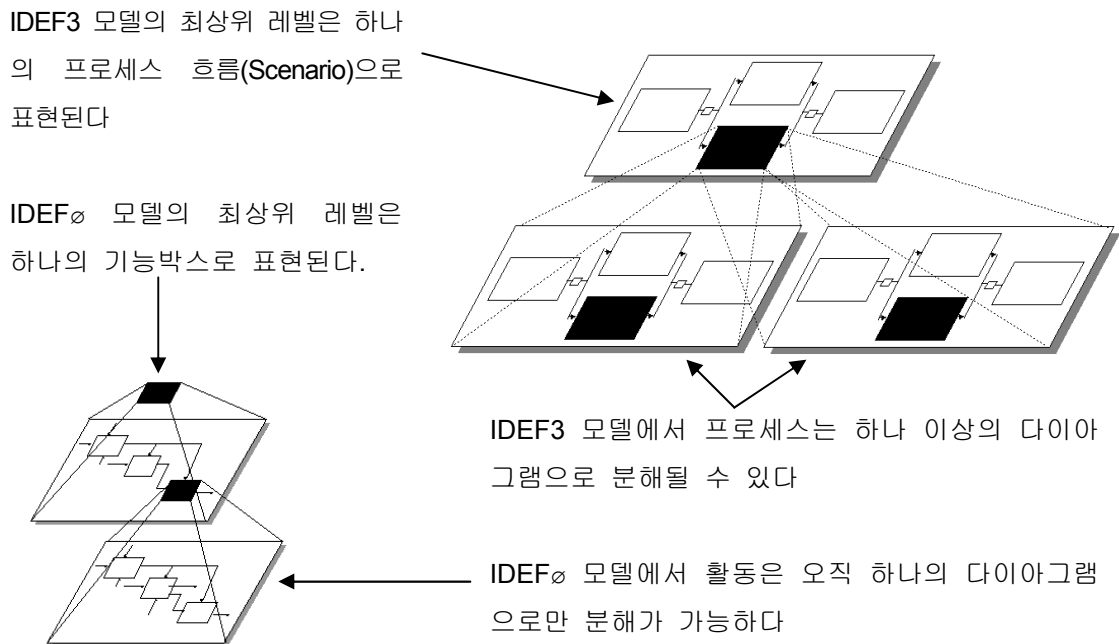 IDEF3 모델의 최상위 레벨은 하나
의 프로세스 흐름(Scenario)으로
표현된다
IDEF⌀ 모델의 최상위 레벨은
하나의 기능박스로 표현된다.
IDEF3 모델에서 프로세스는 하나 이상의 다이아
그램으로 분해될 수 있다
IDEF⌀ 모델에서 활동은 오직 하나의 다이아그램
으로만 분해가 가능하다